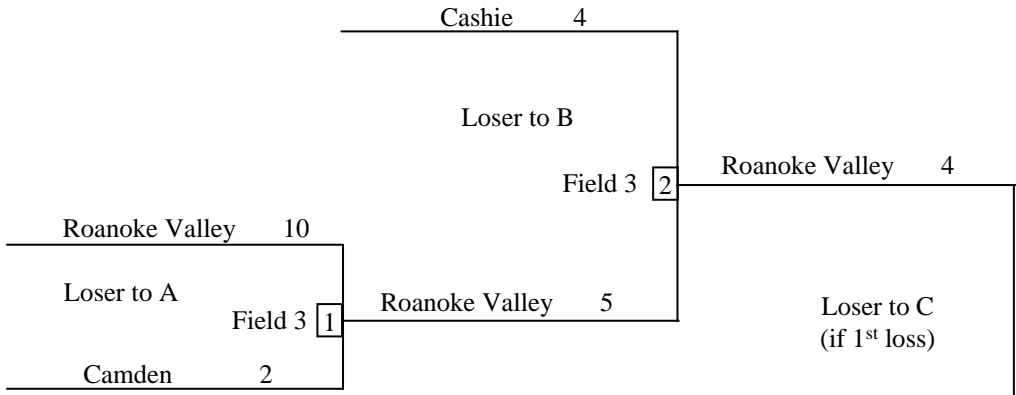 Cashie 4
Loser to B
Roanoke Valley 4
Field 3 2
Roanoke Valley 10
Loser to A
Roanoke Valley 5
Field 3 1
Loser to C
(if 1st loss)
Camden 2